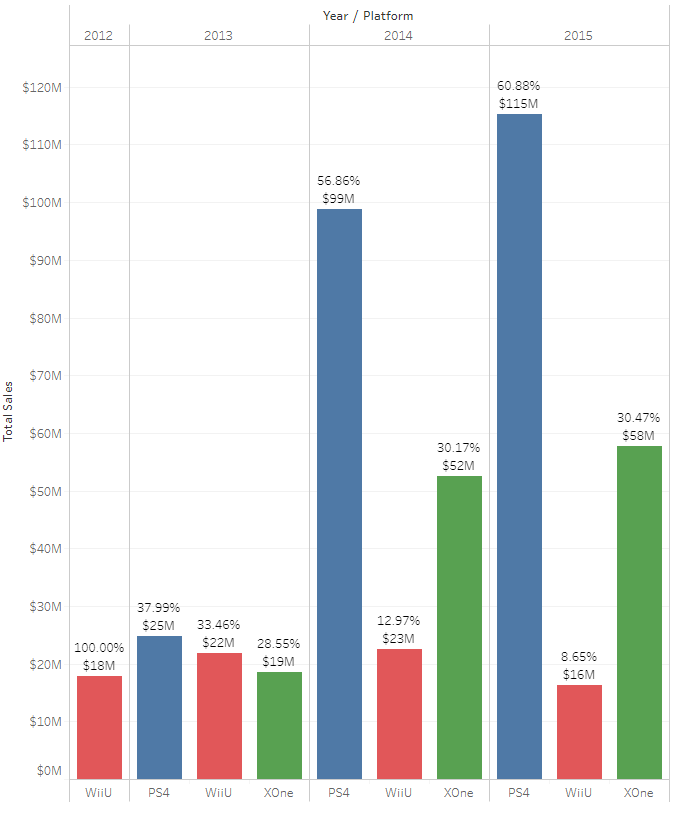 Year / Platform
2012 2013 2014 2015
Total Sales
$120M
$110M
$100M
$90M
$80M
$70M
$60M
$50M
$40M
$30M
$20M
$10M
$0M
100.00%
$18M
37.99%
$25M
33.46%
$22M
28.55%
$19M
56.86%
$99M
12.97%
$23M
30.17%
$52M
60.88%
$115M
8.65%
$16M
30.47%
$58M
WiiU PS4 WiiU XOne PS4 WiiU XOne PS4 WiiU XOne